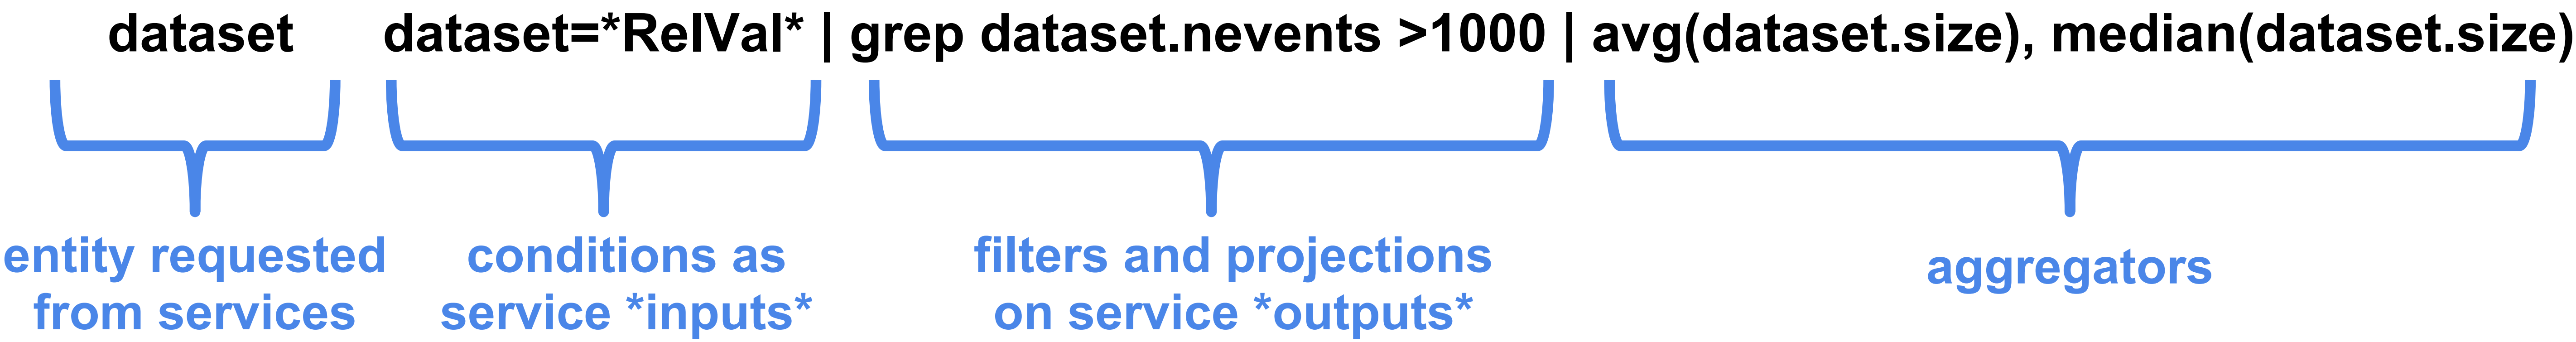 dataset dataset=*RelVal* | grep dataset.nevents >1000 | avg(dataset.size), median(dataset.size)
entity requested
from services
conditions as
service *inputs*
filters and projections
on service *outputs*
aggregators